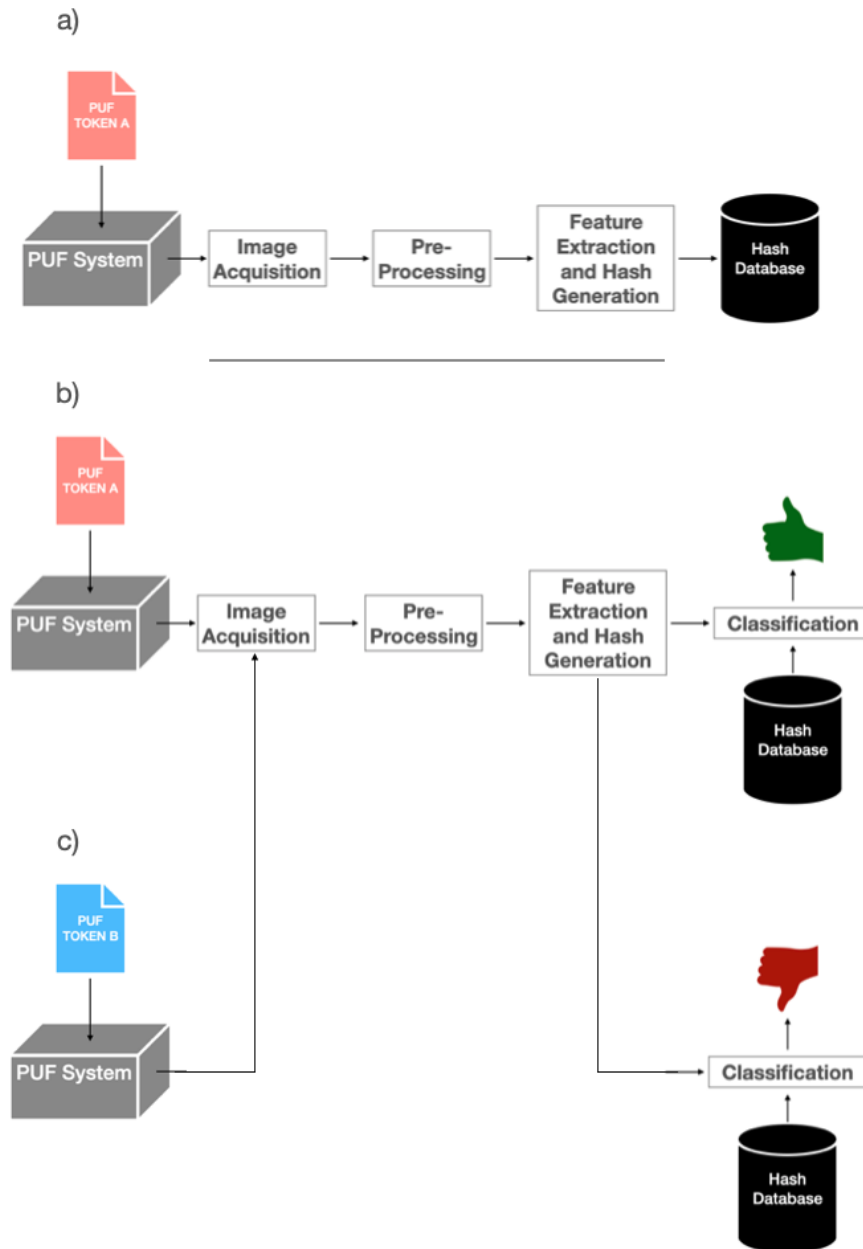 a)
PUF
TOKEN A
PUF System
Image
Acquisition
Pre-
Processing
Feature
Extraction
and Hash
Generation
Hash
Database
b)
PUF
TOKEN A
PUF System
Image
Acquisition
Pre-
Processing
Feature
Extraction
and Hash
Generation
Classification
Hash
Database
c)
PUF
TOKEN B
PUF System
Classification
Hash
Database